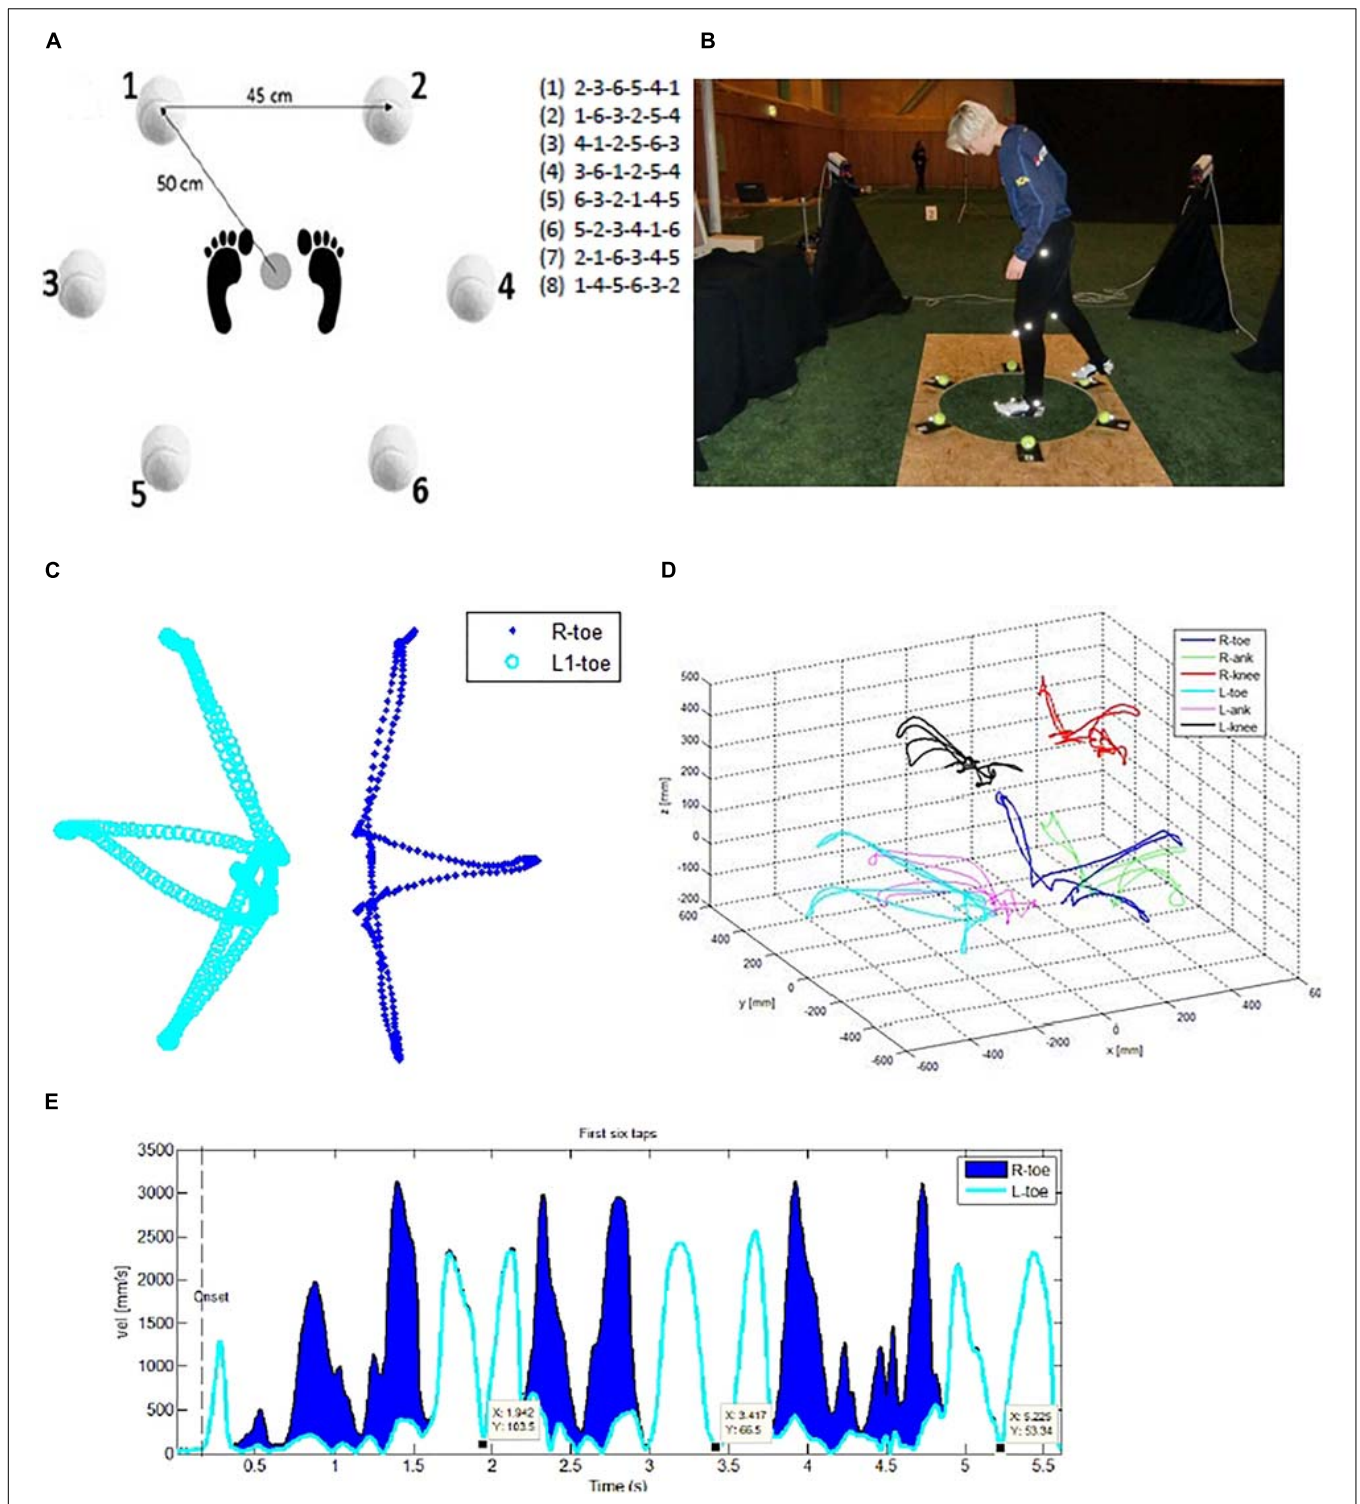 A
B
1
45 cm
2
50 cm
3
4
5
6
(1) 2-3-6-5-4-1
(2) 1-6-3-2-5-4
(3) 4-1-2-5-6-3
(4) 3-6-1-2-5-4
(5) 6-3-2-1-4-5
(6) 5-2-3-4-1-6
(7) 2-1-6-3-4-5
(8) 1-4-5-6-3-2
C
R-toe
L1-toe
D
R-toe
R-ank
R-knee
L-toe
L-ank
L-knee
500
400
300
200
100
0
-100
-200
z [mm]
600
400
200
0
-200
-400
-600
y [mm]
-600
-400
-200
0
200
400
60
x [mm]
E
First six taps
3500
3000
2500
2000
1500
1000
500
0
vel [mm/s]
Onset
R-toe
L-toe
X: 1.942
Y: 103.5
X: 3.417
Y: 66.5
X: 5.225
Y: 53.34
0.5
1
1.5
2
2.5
3
3.5
4
4.5
5
5.5
Time (s)